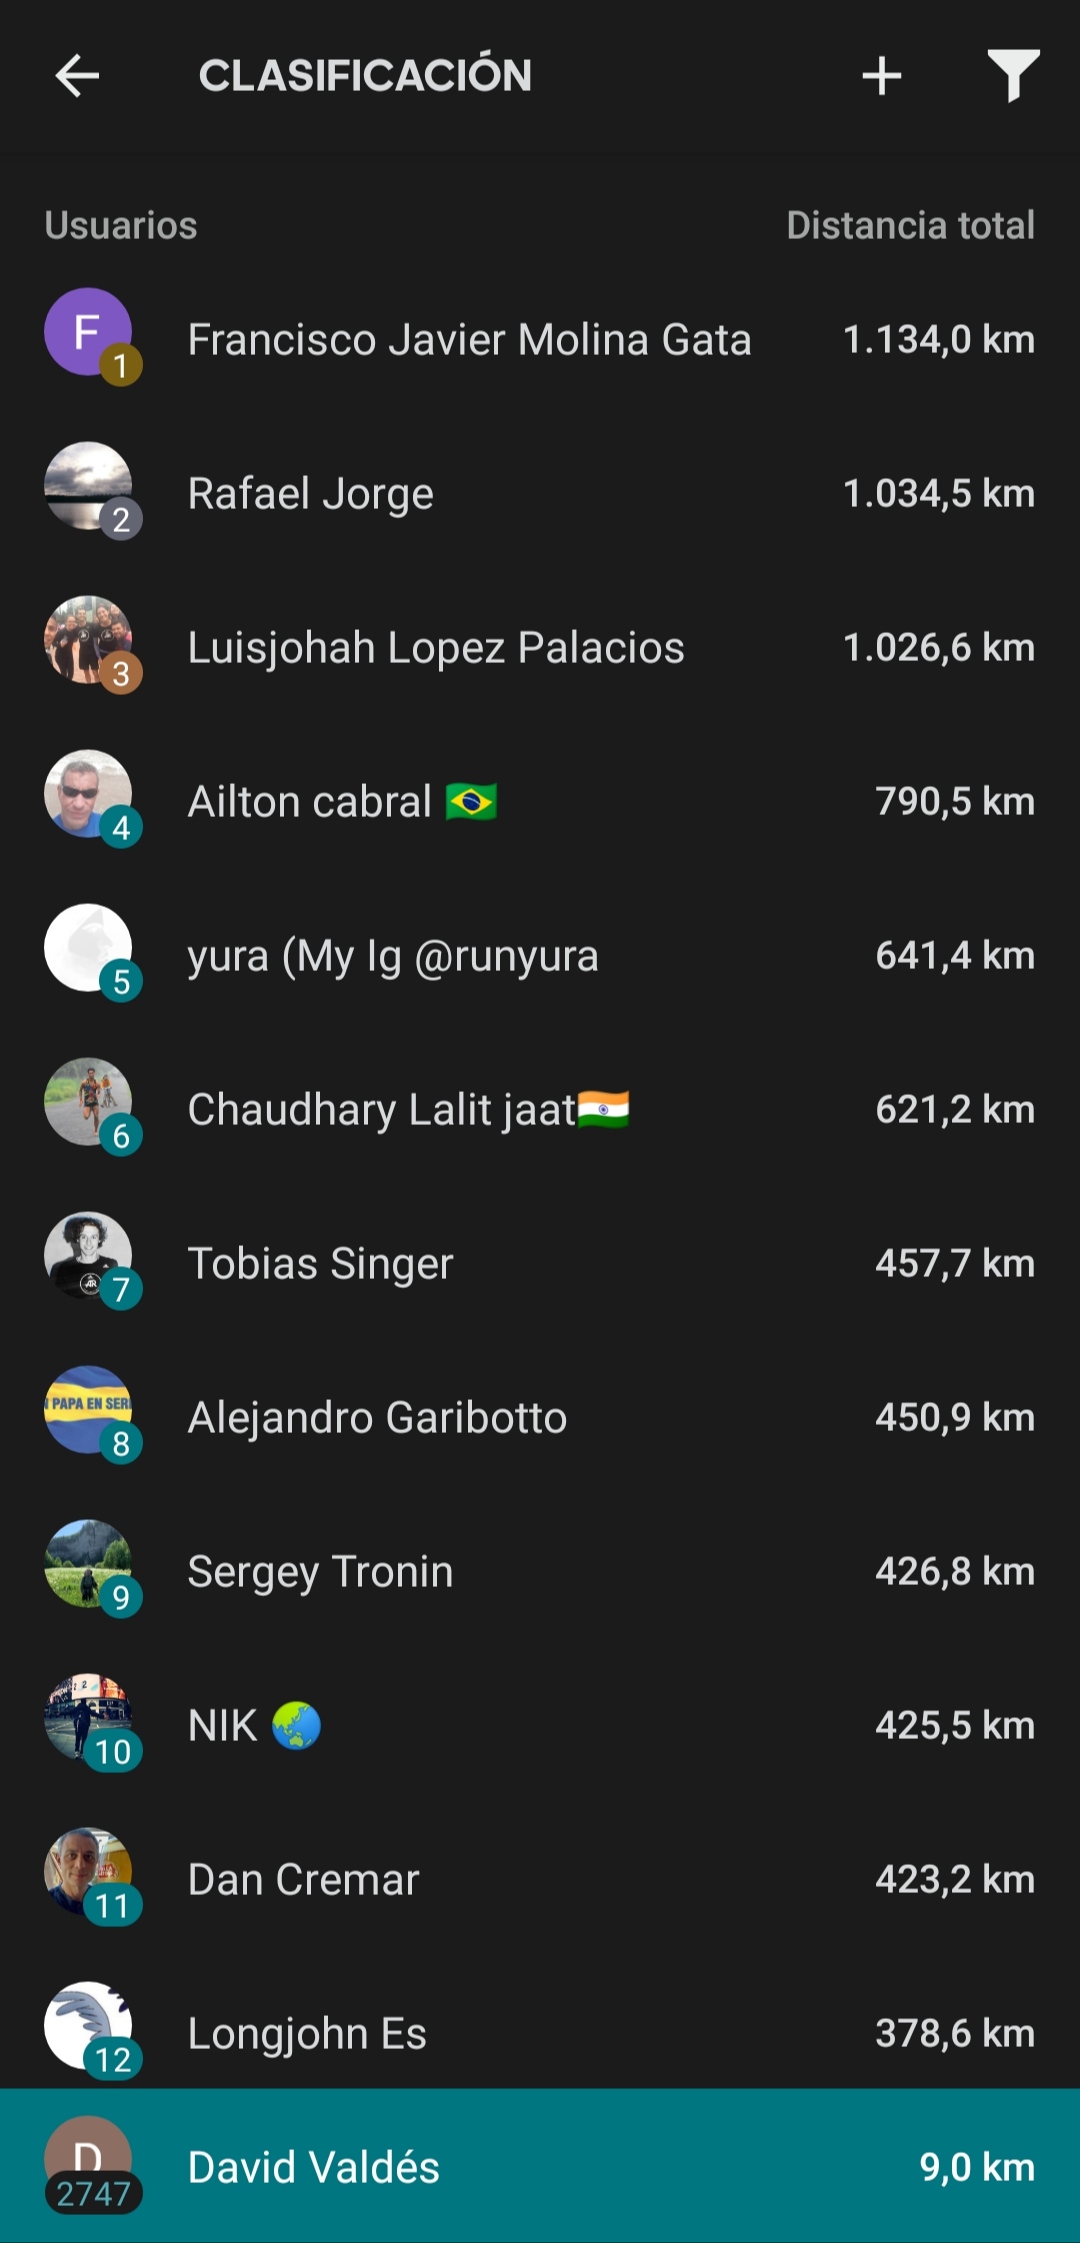 CLASIFICACIÓN
Usuarios Distancia total
F
1
Francisco Javier Molina Gata 1.134,0 km
2
Rafael Jorge 1.034,5 km
3
Luisjohah Lopez Palacios 1.026,6 km
4
Ailton cabral 🇧🇷 790,5 km
5
yura (My Ig @runyura 641,4 km
6
Chaudhary Lalit jaat🇮🇳 621,2 km
AR
7
Tobias Singer 457,7 km
PAPA EN SER
8
Alejandro Garibotto 450,9 km
9
Sergey Tronin 426,8 km
10
NIK 🌏 425,5 km
11
Dan Cremar 423,2 km
12
Longjohn Es 378,6 km
D
2747
David Valdés 9,0 km